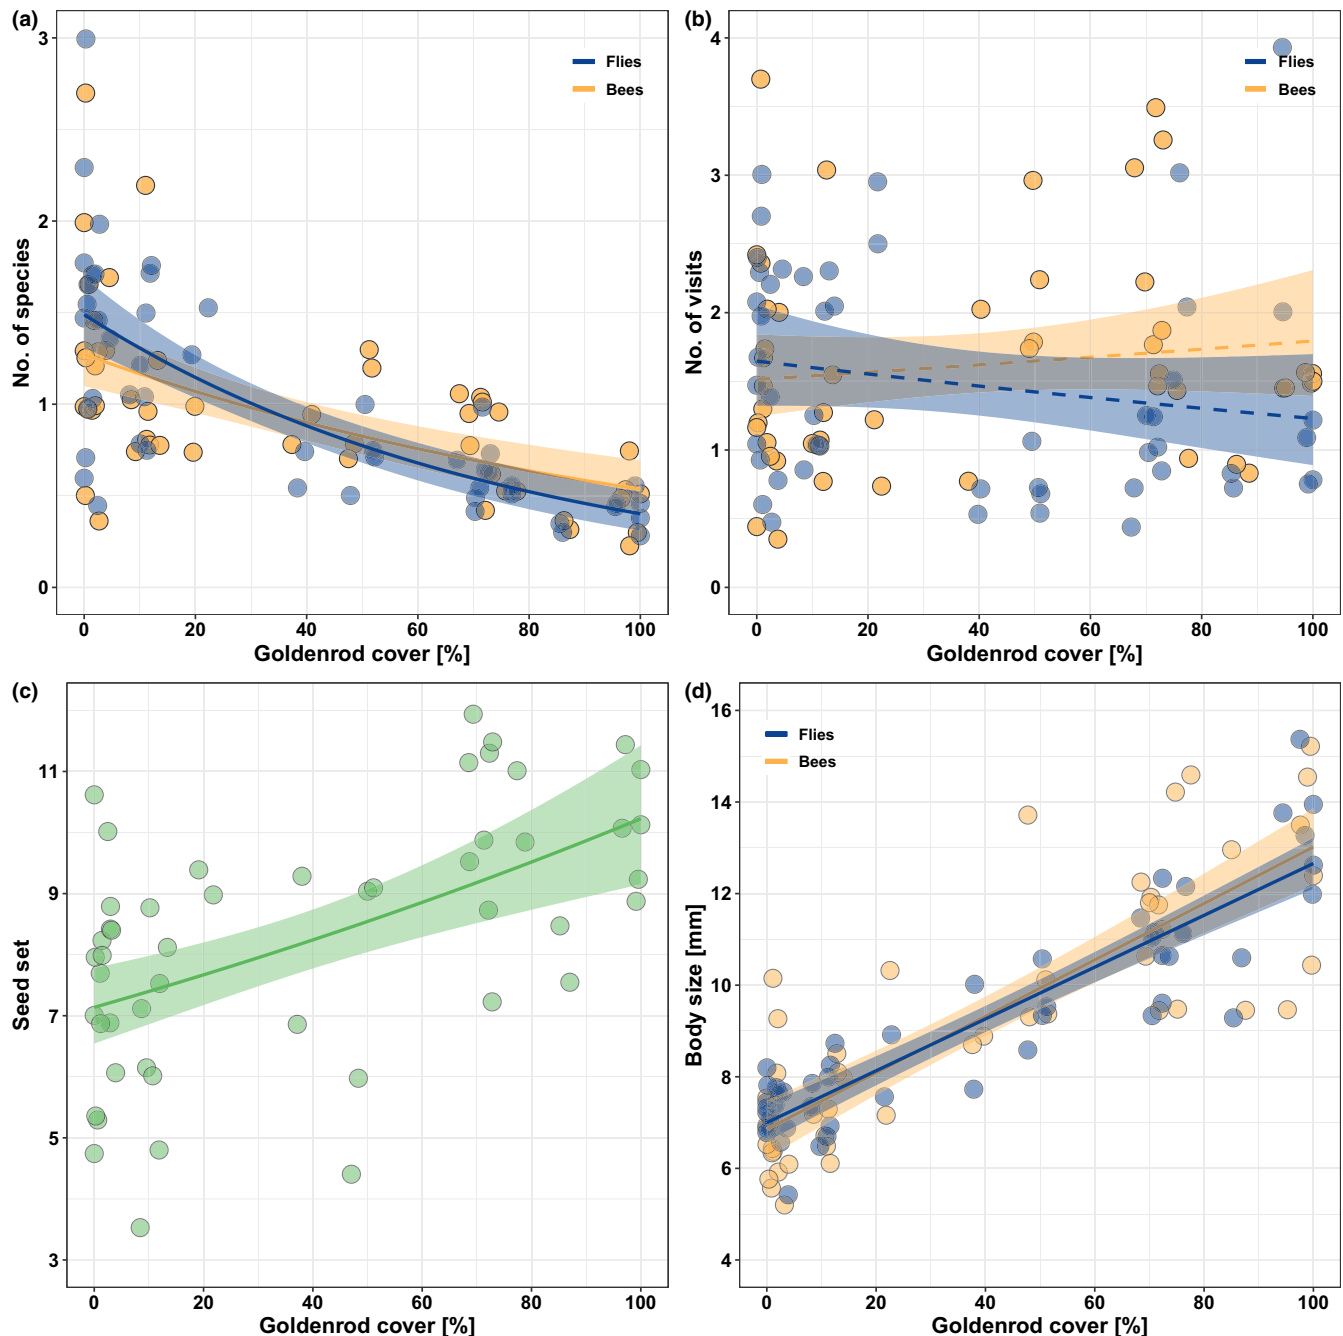 (a)
No. of species
3
2
1
0
Flies
Bees
0 20 40 60 80 100
Goldenrod cover [%]
(b)
No. of visits
4
3
2
1
0
Flies
Bees
0 20 40 60 80 100
Goldenrod cover [%]
(c)
Seed set
11
9
7
5
3
0 20 40 60 80 100
Goldenrod cover [%]
(d)
Body size [mm]
16
14
12
10
8
6
4
Flies
Bees
0 20 40 60 80 100
Goldenrod cover [%]